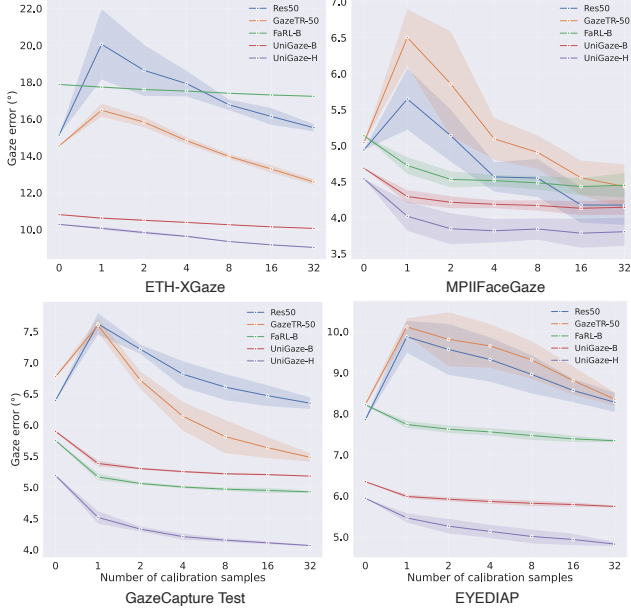 22.0
20.0
18.0
16.0
14.0
12.0
10.0
Gaze error (°)
Res50
GazeTR-50
FaRL-B
UniGaze-B
UniGaze-H
0 1 2 4 8 16 32
ETH-XGaze
7.0
6.5
6.0
5.5
5.0
4.5
4.0
3.5
Res50
GazeTR-50
FaRL-B
UniGaze-B
UniGaze-H
0 1 2 4 8 16 32
MPIIFaceGaze
7.5
7.0
6.5
6.0
5.5
5.0
4.5
4.0
Gaze error (°)
Res50
GazeTR-50
FaRL-B
UniGaze-B
UniGaze-H
0 1 2 4 8 16 32
Number of calibration samples
GazeCapture Test
10.0
9.0
8.0
7.0
6.0
5.0
Res50
GazeTR-50
FaRL-B
UniGaze-B
UniGaze-H
0 1 2 4 8 16 32
Number of calibration samples
EYEDIAP